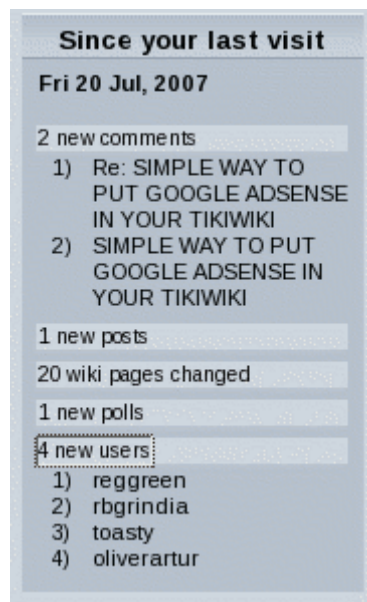 Since your last visit
Fri 20 Jul, 2007
2 new comments
1) Re: SIMPLE WAY TO
PUT GOOGLE ADSENSE
IN YOUR TIKIWIKI
2) SIMPLE WAY TO PUT
GOOGLE ADSENSE IN
YOUR TIKIWIKI
1 new posts
20 wiki pages changed
1 new polls
4 new users
1) reggreen
2) rbgrindia
3) toasty
4) oliverartur